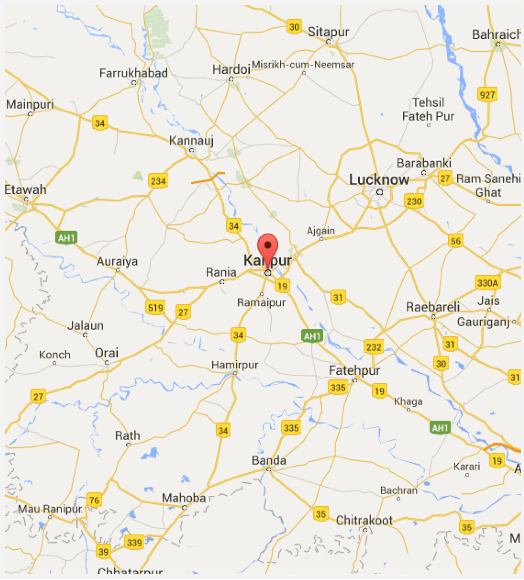 30
Sitapur
Bahraich
Farrukhabad
Hardoi
Misrikh-cum-Neemsar
Mainpuri
34
927
Tehsil
Fateh Pur
Kannauj
234
Lucknow
Barabanki
27
Ram Sanehi
Ghat
Etawah
230
34
Ajgain
AH1
56
Auraiya
Rania
Kanpur
19
330A
Ramaipur
31
Jais
519
27
Raebareli
Gauriganj
Jalaun
34
AH1
Konch
Orai
232
31
30
Hamirpur
Fatehpur
31
27
335
19
Khaga
34
335
AH1
Rath
Banda
19
Karari
A
76
Mahoba
Bachran
Mau Ranipur
35
Chitrakoot
35
339
M
39
Chhatarpur